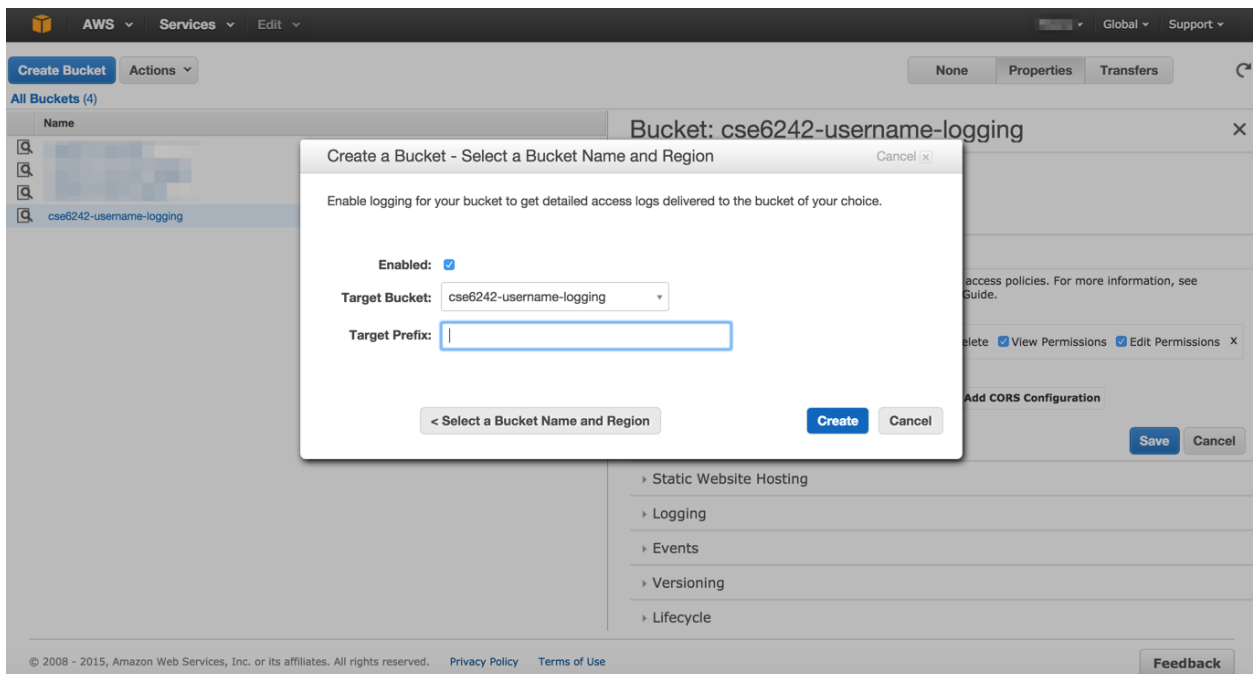 AWS Services Edit Global Support
Create Bucket Actions None Properties Transfers
All Buckets (4)
Name
Bucket: cse6242-username-logging
cse6242-username-logging
Create a Bucket - Select a Bucket Name and Region Cancel x
Enable logging for your bucket to get detailed access logs delivered to the bucket of your choice.
Enabled:
Target Bucket: cse6242-username-logging
Target Prefix:
< Select a Bucket Name and Region Create Cancel
access policies. For more information, see
Guide.
View Permissions Edit Permissions x
Add CORS Configuration
Save Cancel
Static Website Hosting
Logging
Events
Versioning
Lifecycle
© 2008 - 2015, Amazon Web Services, Inc. or its affiliates. All rights reserved. Privacy Policy Terms of Use
Feedback